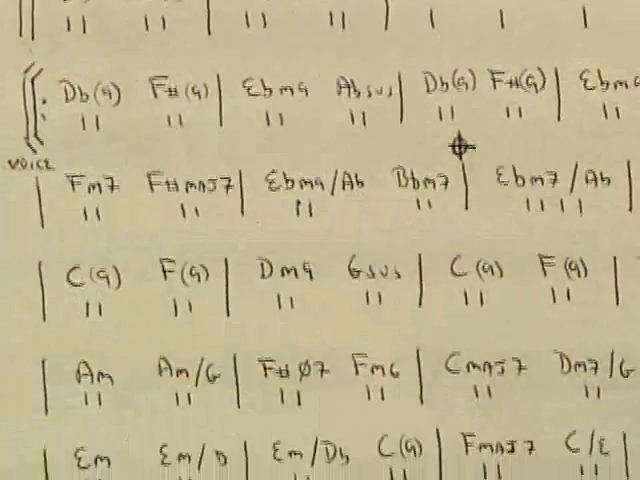 Db(9) F#(9) | Ebm9 Absus | Db(9) F#(9) | Ebm9
VOICE
| Fm7 F#maj7 | Ebm9/Ab Bbm7 | Ebm7/Ab |
| C(9) F(9) | Dm9 Gsus | C(9) F(9) |
| Am Am/G | F#ø7 Fm6 | Cmaj7 Dm7/G
| Em Em/D | Em/Db C(9) | Fmaj7 C/E